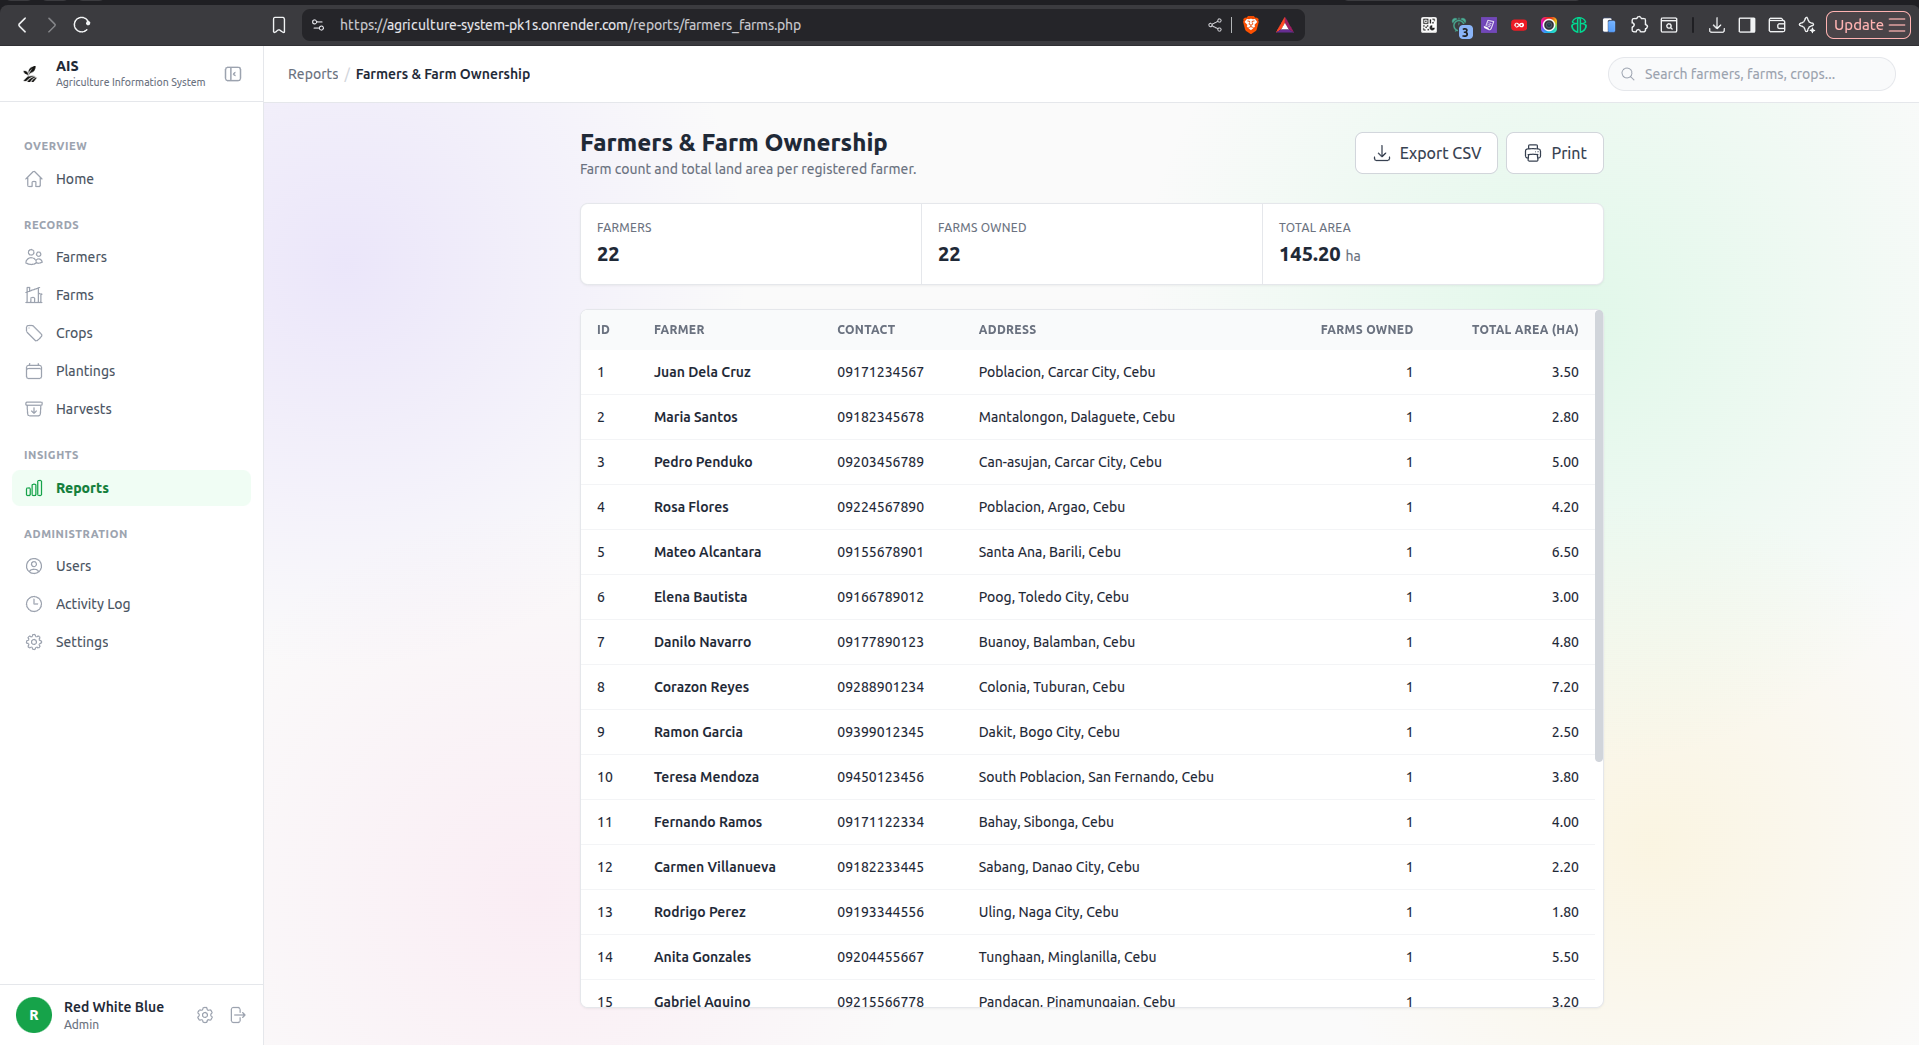 https://agriculture-system-pk1s.onrender.com/reports/farmers_farms.php
3
Update
AIS
Agriculture Information System
Reports / Farmers & Farm Ownership
Search farmers, farms, crops...
OVERVIEW
Home
RECORDS
Farmers
Farms
Crops
Plantings
Harvests
INSIGHTS
Reports
ADMINISTRATION
Users
Activity Log
Settings
R
Red White Blue
Admin
Farmers & Farm Ownership
Farm count and total land area per registered farmer.
Export CSV
Print
FARMERS
22
FARMS OWNED
22
TOTAL AREA
145.20 ha
ID FARMER CONTACT ADDRESS FARMS OWNED TOTAL AREA (HA)
1 Juan Dela Cruz 09171234567 Poblacion, Carcar City, Cebu 1 3.50
2 Maria Santos 09182345678 Mantalongon, Dalaguete, Cebu 1 2.80
3 Pedro Penduko 09203456789 Can-asujan, Carcar City, Cebu 1 5.00
4 Rosa Flores 09224567890 Poblacion, Argao, Cebu 1 4.20
5 Mateo Alcantara 09155678901 Santa Ana, Barili, Cebu 1 6.50
6 Elena Bautista 09166789012 Poog, Toledo City, Cebu 1 3.00
7 Danilo Navarro 09177890123 Buanoy, Balamban, Cebu 1 4.80
8 Corazon Reyes 09288901234 Colonia, Tuburan, Cebu 1 7.20
9 Ramon Garcia 09399012345 Dakit, Bogo City, Cebu 1 2.50
10 Teresa Mendoza 09450123456 South Poblacion, San Fernando, Cebu 1 3.80
11 Fernando Ramos 09171122334 Bahay, Sibonga, Cebu 1 4.00
12 Carmen Villanueva 09182233445 Sabang, Danao City, Cebu 1 2.20
13 Rodrigo Perez 09193344556 Uling, Naga City, Cebu 1 1.80
14 Anita Gonzales 09204455667 Tunghaan, Minglanilla, Cebu 1 5.50
15 Gabriel Aquino 09215566778 Pandacan, Pinamungajan, Cebu 1 3.20